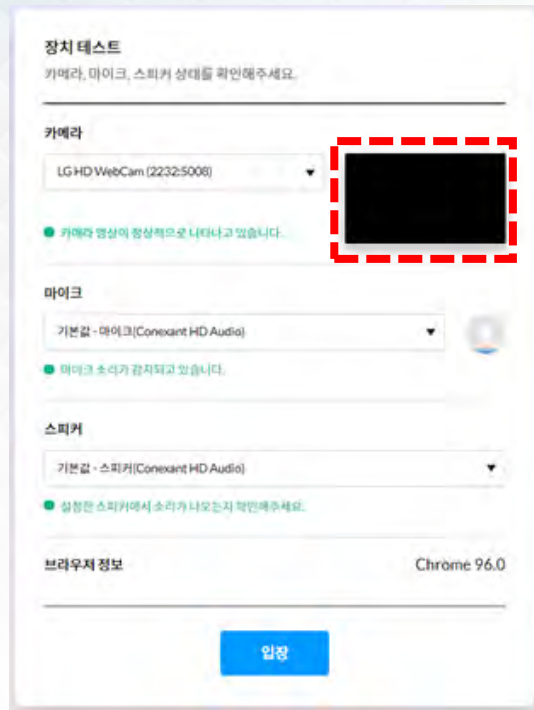 장치 테스트
카메라, 마이크, 스피커 상태를 확인해주세요.
카메라
LG HD WebCam (2232:5008)
카메라 영상이 정상적으로 나타나고 있습니다.
마이크
기본값 - 마이크(Conexant HD Audio)
마이크 소리가 감지되고 있습니다.
스피커
기본값 - 스피커(Conexant HD Audio)
설정한 스피커에서 소리가 나오는지 확인해주세요.
브라우저 정보 Chrome 96.0
입장